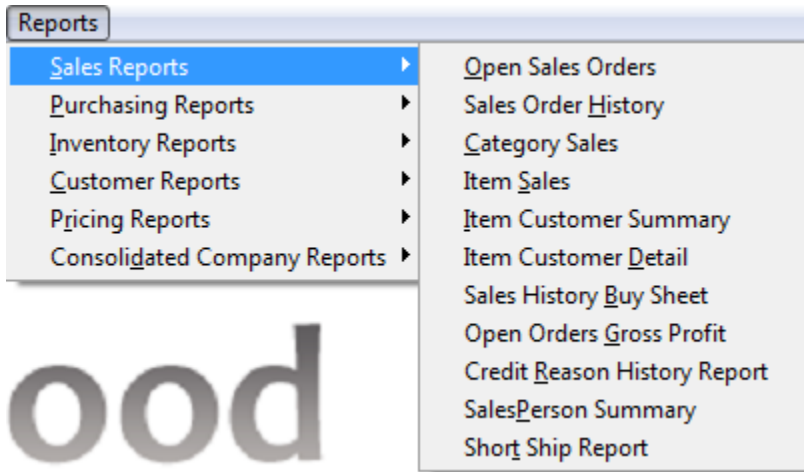 Reports
Sales Reports
Purchasing Reports
Inventory Reports
Customer Reports
Pricing Reports
Consolidated Company Reports
Open Sales Orders
Sales Order History
Category Sales
Item Sales
Item Customer Summary
Item Customer Detail
Sales History Buy Sheet
Open Orders Gross Profit
Credit Reason History Report
SalesPerson Summary
Short Ship Report
ood